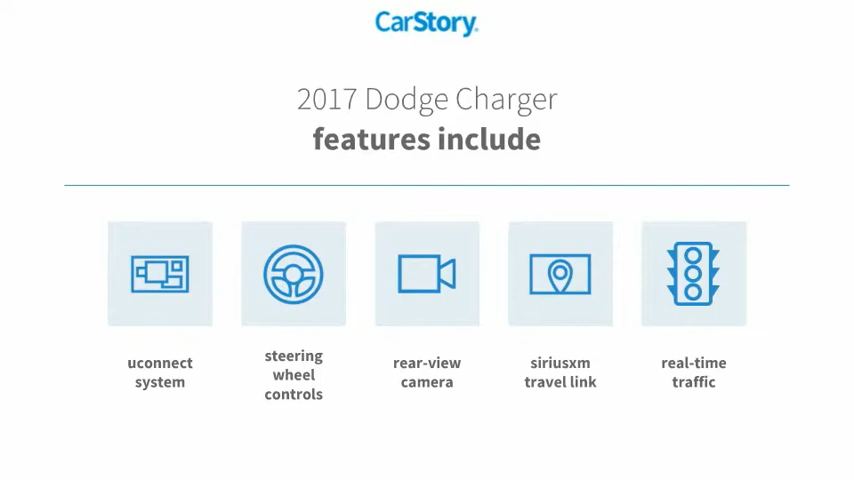 CarStory.
2017 Dodge Charger
features include
uconnect
system
steering
wheel
controls
rear-view
camera
siriusxm
travel link
real-time
traffic